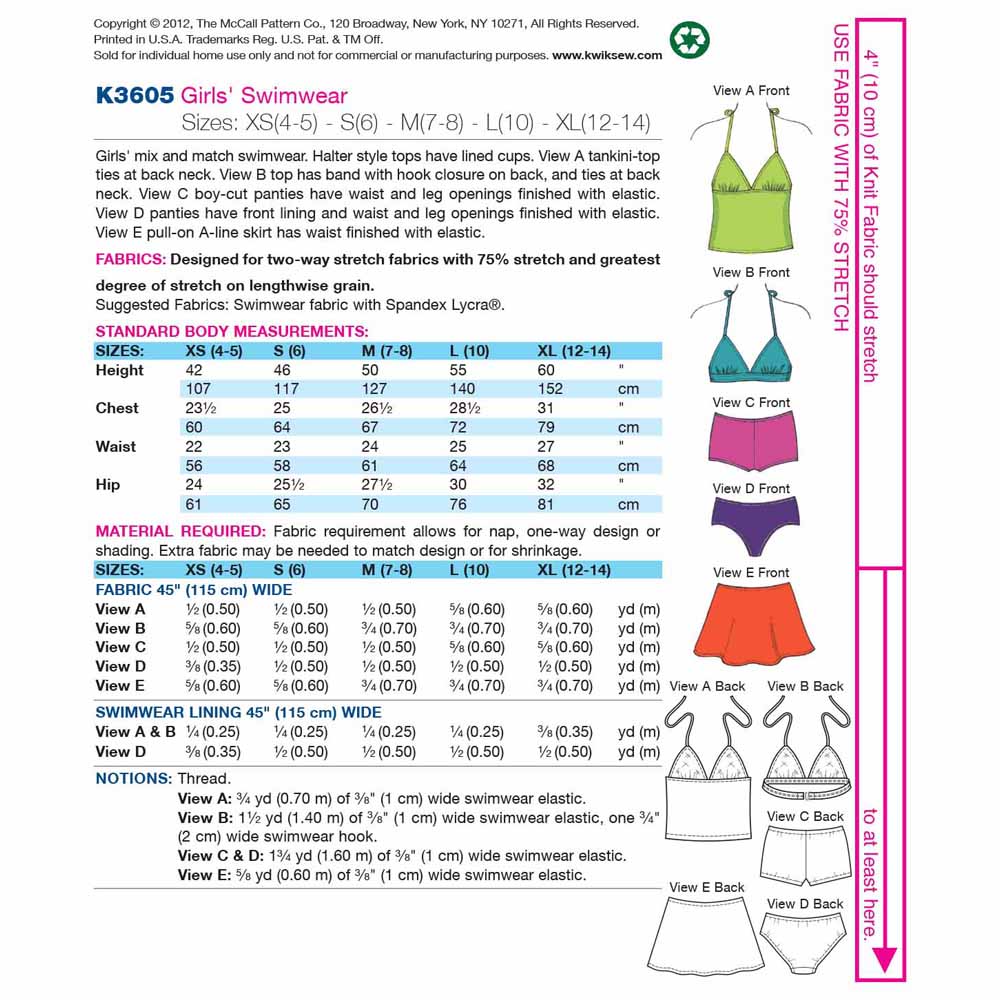 Copyright © 2012, The McCall Pattern Co., 120 Broadway, New York, NY 10271, All Rights Reserved.
Printed in U.S.A. Trademarks Reg. U.S. Pat. & TM Off.
Sold for individual home use only and not for commercial or manufacturing purposes. www.kwiksew.com
K3605 Girls' Swimwear
Sizes: XS(4-5) - S(6) - M(7-8) - L(10) - XL(12-14)
Girls' mix and match swimwear. Halter style tops have lined cups. View A tankini-top
ties at back neck. View B top has band with hook closure on back, and ties at back
neck. View C boy-cut panties have waist and leg openings finished with elastic.
View D panties have front lining and waist and leg openings finished with elastic.
View E pull-on A-line skirt has waist finished with elastic.
FABRICS: Designed for two-way stretch fabrics with 75% stretch and greatest
degree of stretch on lengthwise grain.
Suggested Fabrics: Swimwear fabric with Spandex Lycra®.
STANDARD BODY MEASUREMENTS:
SIZES: XS (4-5) S (6) M (7-8) L (10) XL (12-14)
Height 42 46 50 55 60 "
107 117 127 140 152 cm
Chest 23½ 25 26½ 28½ 31 "
60 64 67 72 79 cm
Waist 22 23 24 25 27 "
56 58 61 64 68 cm
Hip 24 25½ 27½ 30 32 "
61 65 70 76 81 cm
MATERIAL REQUIRED: Fabric requirement allows for nap, one-way design or
shading. Extra fabric may be needed to match design or for shrinkage.
SIZES: XS (4-5) S (6) M (7-8) L (10) XL (12-14)
FABRIC 45" (115 cm) WIDE
View A ½ (0.50) ½ (0.50) ½ (0.50) ⅝ (0.60) ⅝ (0.60) yd (m)
View B ⅝ (0.60) ⅝ (0.60) ¾ (0.70) ¾ (0.70) ¾ (0.70) yd (m)
View C ½ (0.50) ½ (0.50) ½ (0.50) ⅝ (0.60) ⅝ (0.60) yd (m)
View D ⅜ (0.35) ½ (0.50) ½ (0.50) ½ (0.50) ½ (0.50) yd (m)
View E ⅝ (0.60) ⅝ (0.60) ¾ (0.70) ¾ (0.70) ¾ (0.70) yd (m)
SWIMWEAR LINING 45" (115 cm) WIDE
View A & B ¼ (0.25) ¼ (0.25) ¼ (0.25) ¼ (0.25) ⅜ (0.35) yd (m)
View D ⅜ (0.35) ½ (0.50) ½ (0.50) ½ (0.50) ½ (0.50) yd (m)
NOTIONS: Thread.
View A: ¾ yd (0.70 m) of ⅜" (1 cm) wide swimwear elastic.
View B: 1½ yd (1.40 m) of ⅜" (1 cm) wide swimwear elastic, one ¾"
(2 cm) wide swimwear hook.
View C & D: 1¾ yd (1.60 m) of ⅜" (1 cm) wide swimwear elastic.
View E: ⅝ yd (0.60 m) of ⅜" (1 cm) wide swimwear elastic.
View A Front
View B Front
View C Front
View D Front
View E Front
View A Back
View B Back
View C Back
View E Back
View D Back
4" (10 cm) of Knit Fabric should stretch
USE FABRIC WITH 75% STRETCH
to at least here.